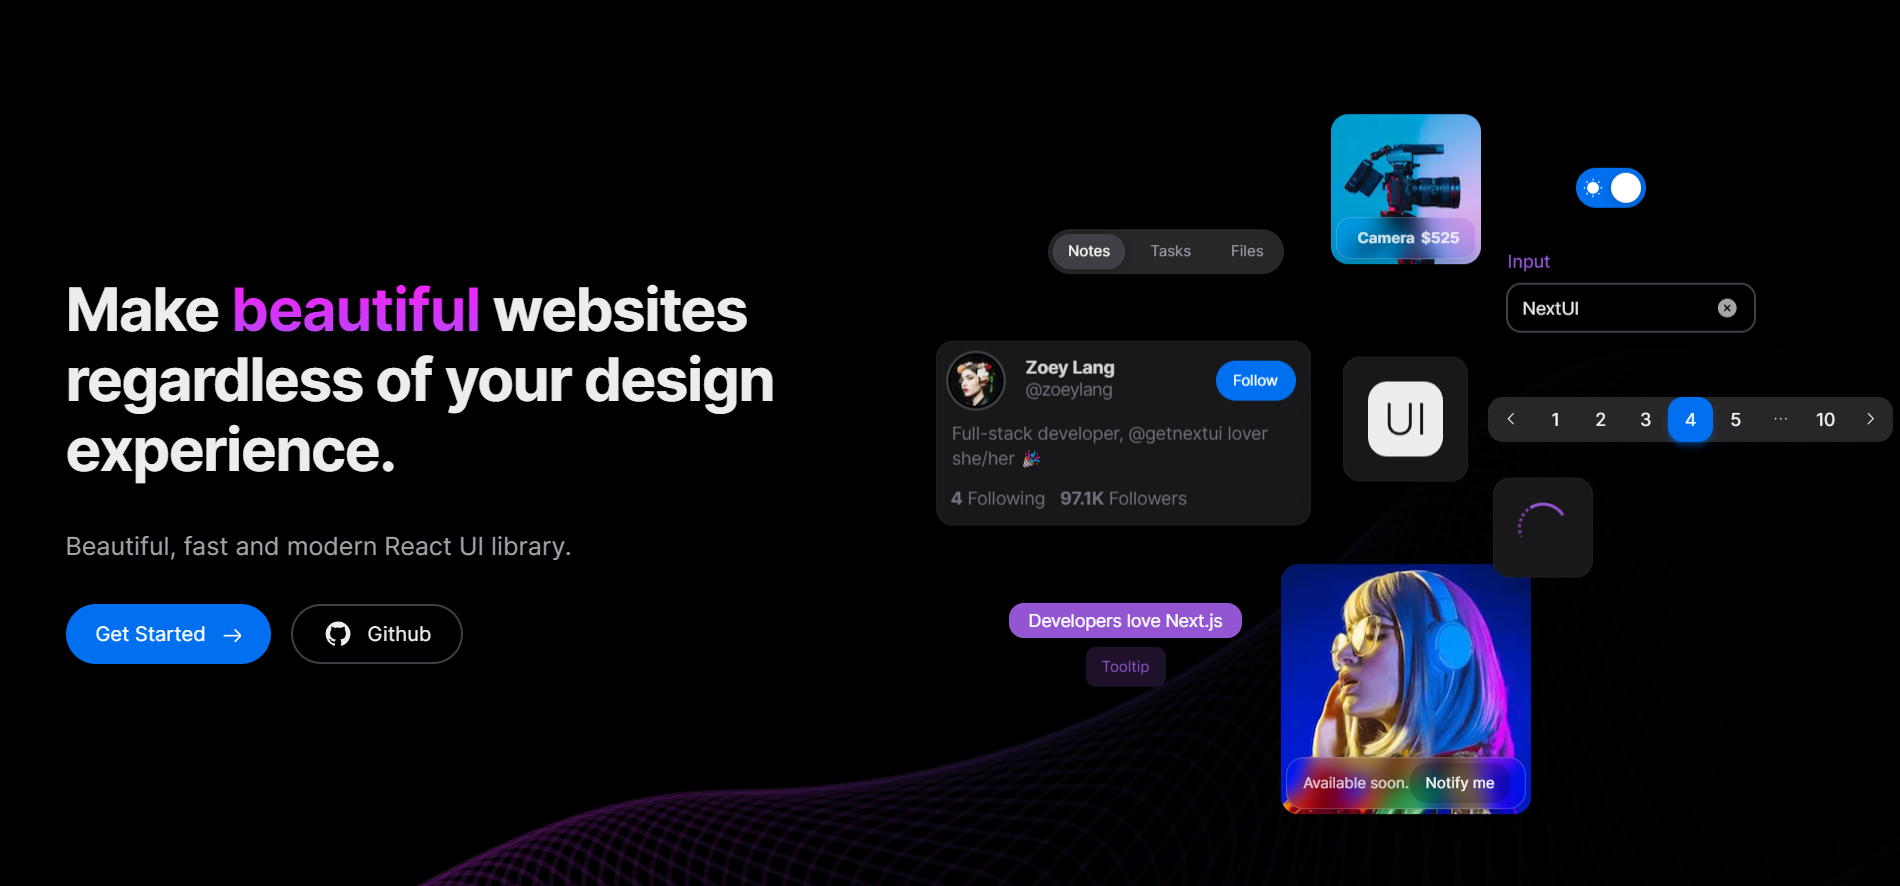 Make beautiful websites
regardless of your design
experience.
Beautiful, fast and modern React UI library.
Get Started
Github
Notes Tasks Files
Camera $525
Input
NextUI
Zoey Lang
@zoeylang
Follow
Full-stack developer, @getnextui lover
she/her 🎉
4 Following 97.1K Followers
UI
1 2 3 4 5 ... 10
Developers love Next.js
Tooltip
Available soon. Notify me